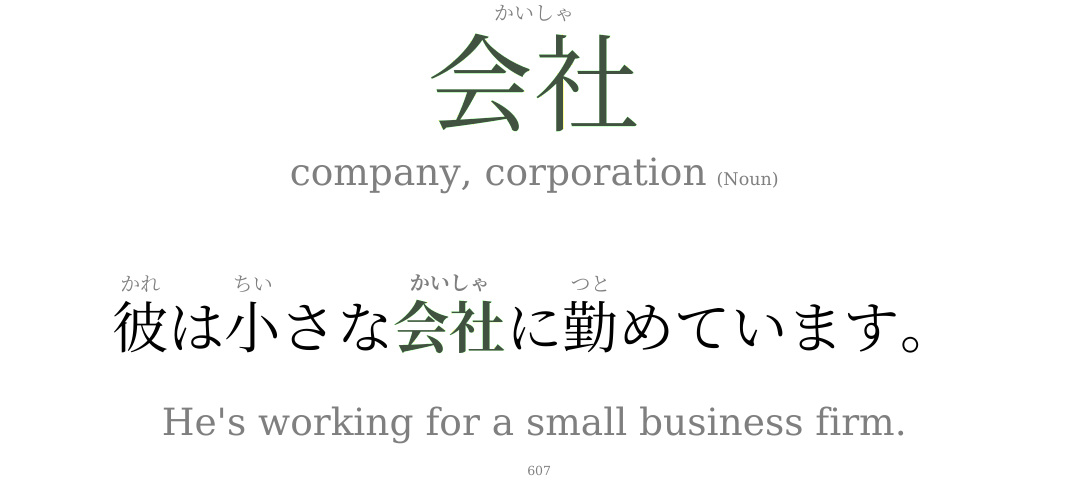 かいしゃ
会社
company, corporation (Noun)
かれ ちい かいしゃ つと
彼は小さな会社に勤めています。
He's working for a small business firm.
607